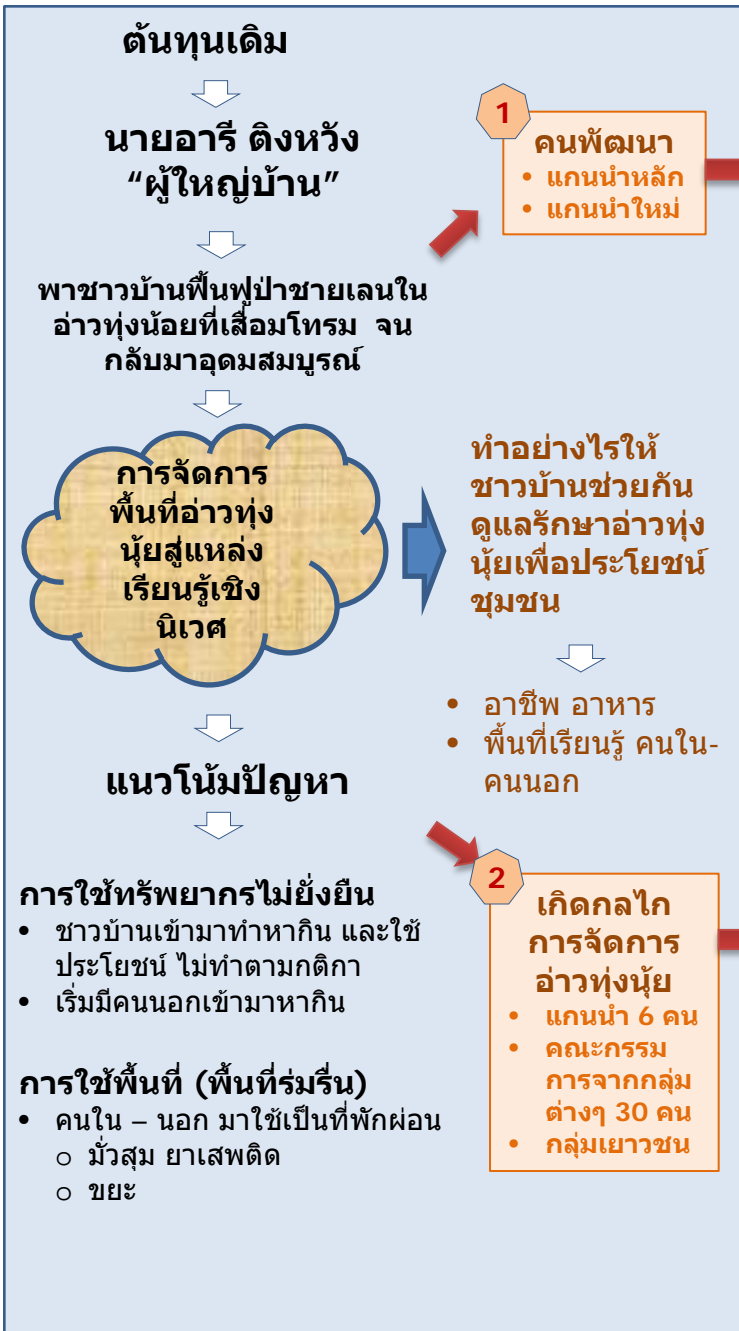 ต้นทุนเดิม
นายอารี ติงหวัง
“ผู้ใหญ่บ้าน”
พาชาวบ้านฟื้นฟูป่าชายเลนใน
อ่าวทุ่งน้อยที่เสื่อมโทรม จน
กลับมาอุดมสมบูรณ์
การจัดการ
พื้นที่อ่าวทุ่ง
นุ้ยสู่แหล่ง
เรียนรู้เชิง
นิเวศ
แนวโน้มปัญหา
การใช้ทรัพยากรไม่ยั่งยืน
• ชาวบ้านเข้ามาทำหากิน และใช้
ประโยชน์ ไม่ทำตามกติกา
• เริ่มมีคนนอกเข้ามาหากิน
การใช้พื้นที่ (พื้นที่ร่มรื่น)
• คนใน – นอก มาใช้เป็นที่พักผ่อน
o มั่วสุม ยาเสพติด
o ขยะ
1
คนพัฒนา
• แกนนำหลัก
• แกนนำใหม่
ทำอย่างไรให้
ชาวบ้านช่วยกัน
ดูแลรักษาอ่าวทุ่ง
นุ้ยเพื่อประโยชน์
ชุมชน
• อาชีพ อาหาร
• พื้นที่เรียนรู้ คนใน-
คนนอก
2
เกิดกลไก
การจัดการ
อ่าวทุ่งนุ้ย
• แกนนำ 6 คน
• คณะกรรม
การจากกลุ่ม
ต่างๆ 30 คน
• กลุ่มเยาวชน